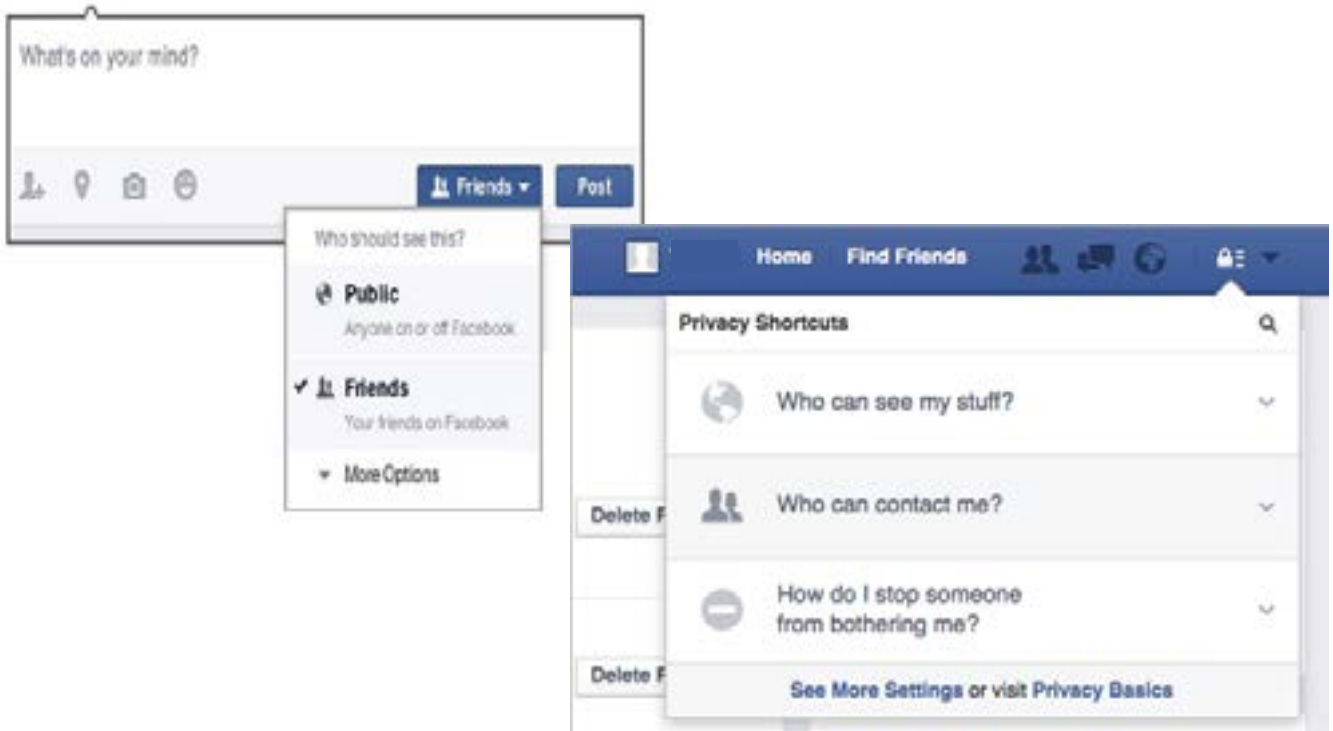 What's on your mind?
Friends
Post
Who should see this?
Public
Anyone on or off Facebook
Friends
Your friends on Facebook
More Options
Home Find Friends
Privacy Shortcuts
Who can see my stuff?
Who can contact me?
How do I stop someone
from bothering me?
See More Settings or visit Privacy Basics
Delete F
Delete F